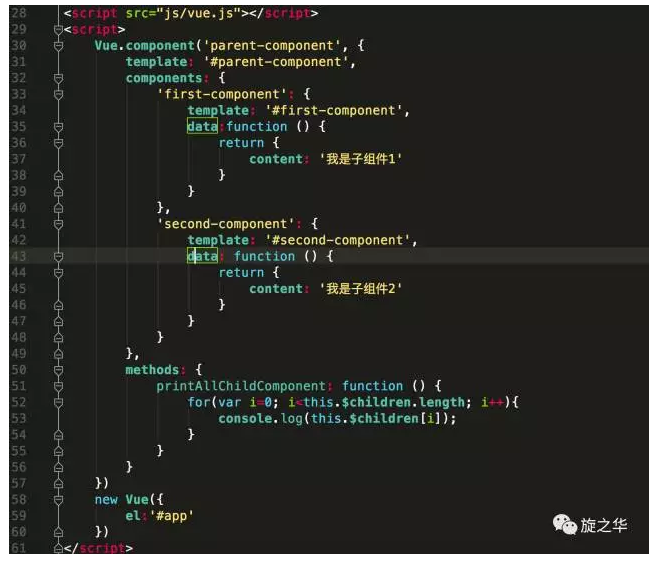 28 <script src="js/vue.js"></script>
29 <script>
30     Vue.component('parent-component', {
31         template: '#parent-component',
32         components: {
33             'first-component': {
34                 template: '#first-component',
35                 data:function () {
36                     return {
37                         content: '我是子组件1'
38                     }
39                 }
40             },
41             'second-component': {
42                 template: '#second-component',
43                 data: function () {
44                     return {
45                         content: '我是子组件2'
46                     }
47                 }
48             }
49         },
50         methods: {
51             printAllChildComponent: function () {
52                 for(var i=0; i<this.$children.length; i++){
53                     console.log(this.$children[i]);
54                 }
55             }
56         }
57     })
58     new Vue({
59         el:'#app'
60     })
61 </script>
旋之华